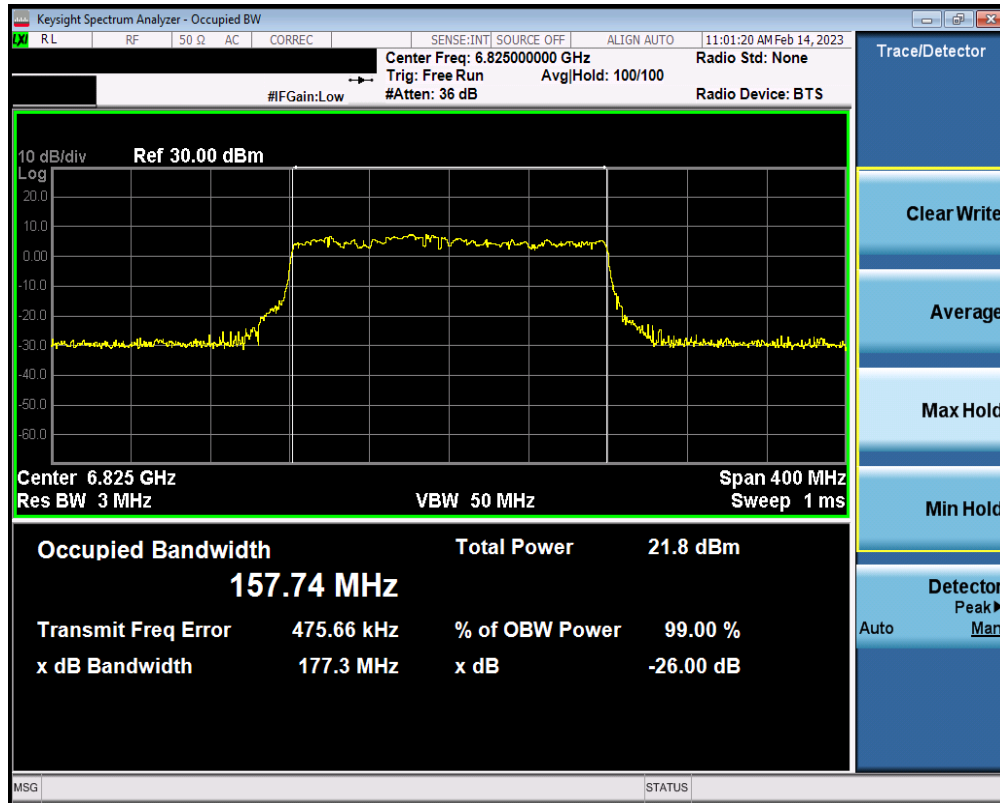 Keysight Spectrum Analyzer - Occupied BW
LXI RL RF 50 Ω AC CORREC SENSE:INT SOURCE OFF ALIGN AUTO 11:01:20 AM Feb 14, 2023
Center Freq: 6.825000000 GHz Radio Std: None
Trig: Free Run Avg|Hold: 100/100
#IFGain:Low #Atten: 36 dB Radio Device: BTS
10 dB/div Ref 30.00 dBm
Log
20.0
10.0
0.00
-10.0
-20.0
-30.0
-40.0
-50.0
-60.0
Center 6.825 GHz Span 400 MHz
Res BW 3 MHz VBW 50 MHz Sweep 1 ms
Occupied Bandwidth Total Power 21.8 dBm
157.74 MHz
Transmit Freq Error 475.66 kHz % of OBW Power 99.00 %
x dB Bandwidth 177.3 MHz x dB -26.00 dB
MSG STATUS
Trace/Detector
Clear Write
Average
Max Hold
Min Hold
Detector
Peak▶
Auto Man